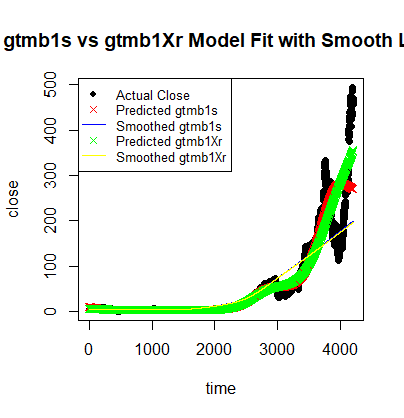 gtmb1s vs gtmb1Xr Model Fit with Smooth L
Actual Close
Predicted gtmb1s
Smoothed gtmb1s
Predicted gtmb1Xr
Smoothed gtmb1Xr
close
0
100
200
300
400
500
0
1000
2000
3000
4000
time